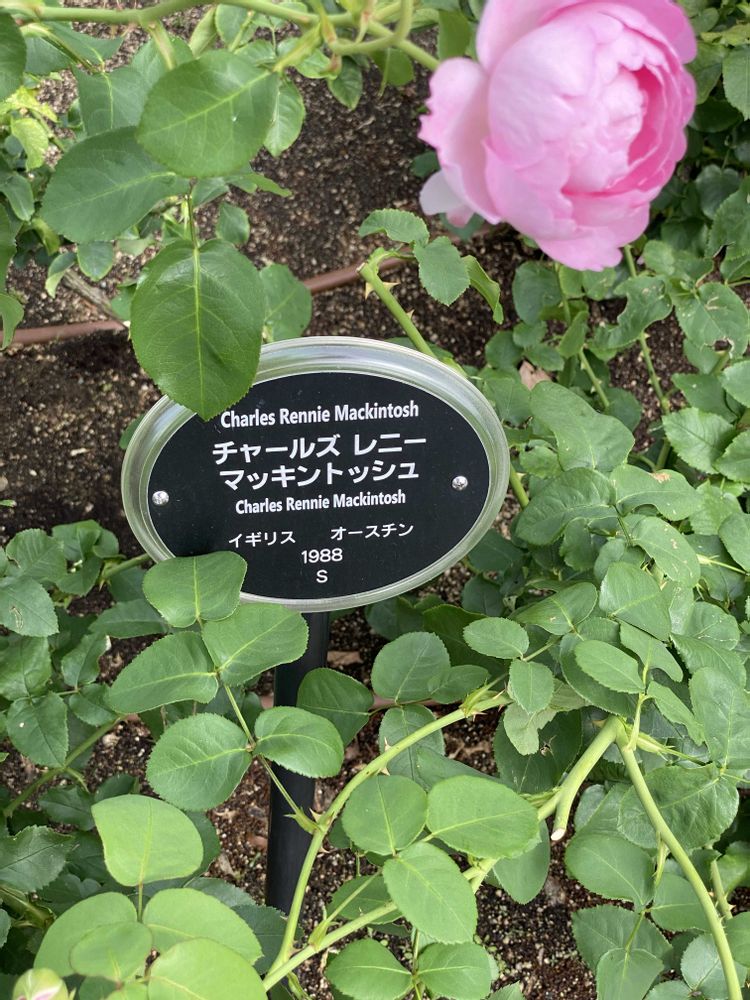 Charles Rennie Mackintosh
チャールズ レニー
マッキントッシュ
Charles Rennie Mackintosh
イギリス オースチン
1988
S